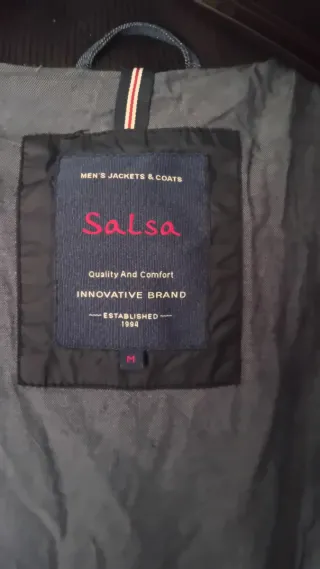 MEN'S JACKETS & COATS
Salsa
Quality And Comfort
INNOVATIVE BRAND
ESTABLISHED
1994
M